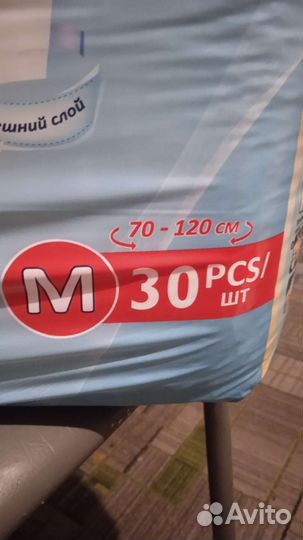 шний слой
70 - 120 см
M
30 PCS/
ШТ
Avito